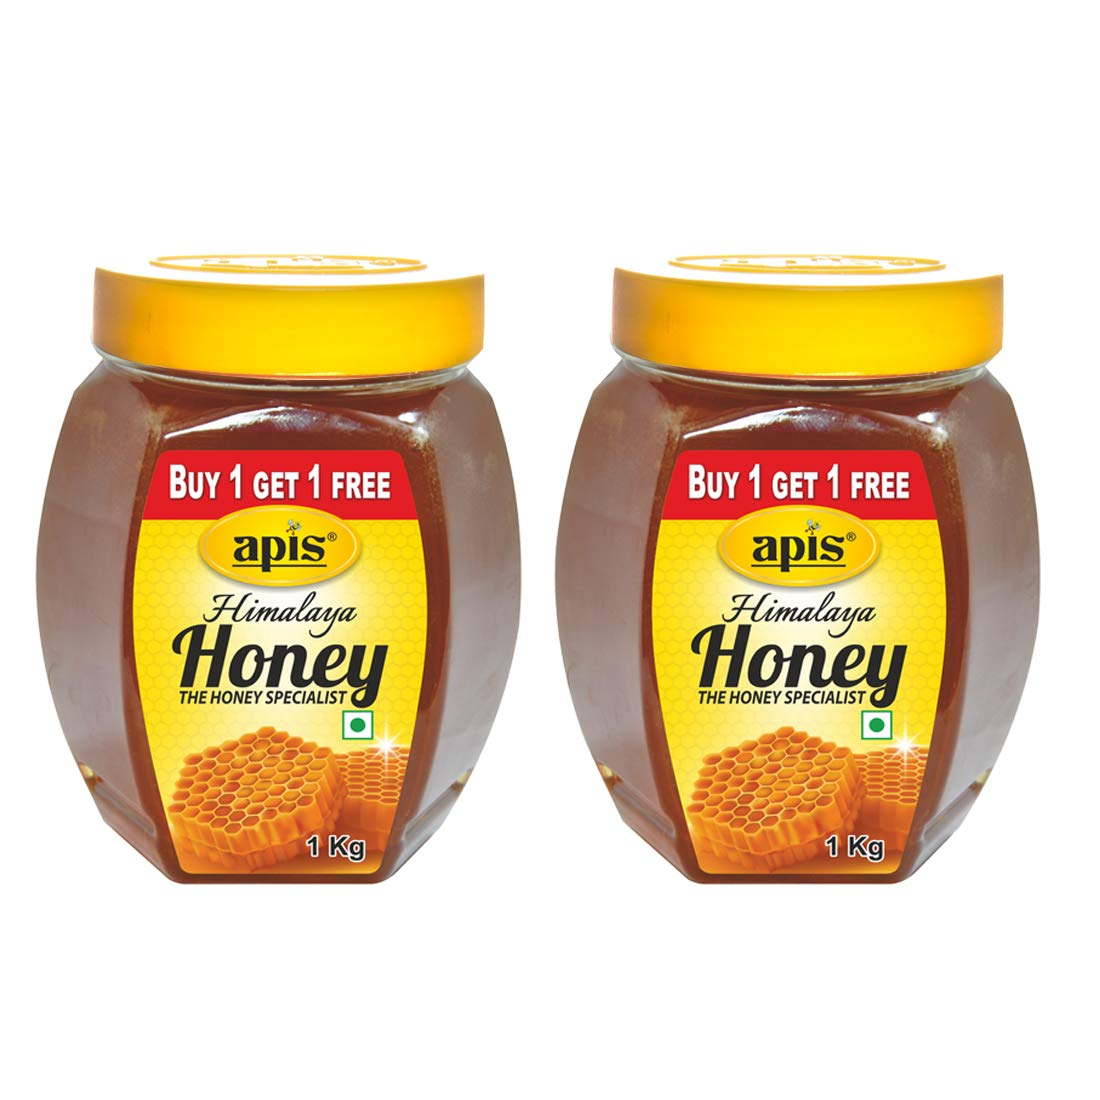 BUY 1 GET 1 FREE
apis®
Himalaya
Honey
THE HONEY SPECIALIST
1 Kg
BUY 1 GET 1 FREE
apis®
Himalaya
Honey
THE HONEY SPECIALIST
1 Kg